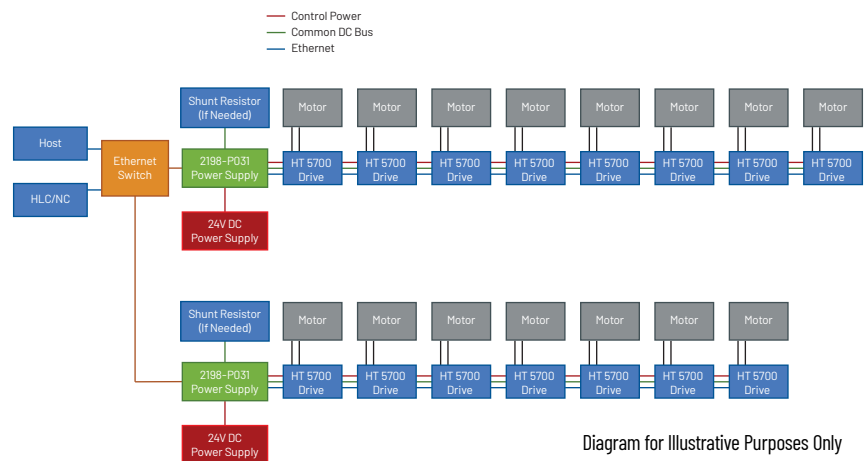 Control Power
Common DC Bus
Ethernet
Shunt Resistor
(If Needed)
Motor
Motor
Motor
Motor
Motor
Motor
Motor
Motor
Host
Ethernet
Switch
2198-P031
Power Supply
HT 5700
Drive
HT 5700
Drive
HT 5700
Drive
HT 5700
Drive
HT 5700
Drive
HT 5700
Drive
HT 5700
Drive
HT 5700
Drive
HLC/NC
24V DC
Power Supply
Shunt Resistor
(If Needed)
Motor
Motor
Motor
Motor
Motor
Motor
Motor
2198-P031
Power Supply
HT 5700
Drive
HT 5700
Drive
HT 5700
Drive
HT 5700
Drive
HT 5700
Drive
HT 5700
Drive
HT 5700
Drive
24V DC
Power Supply
Diagram for Illustrative Purposes Only